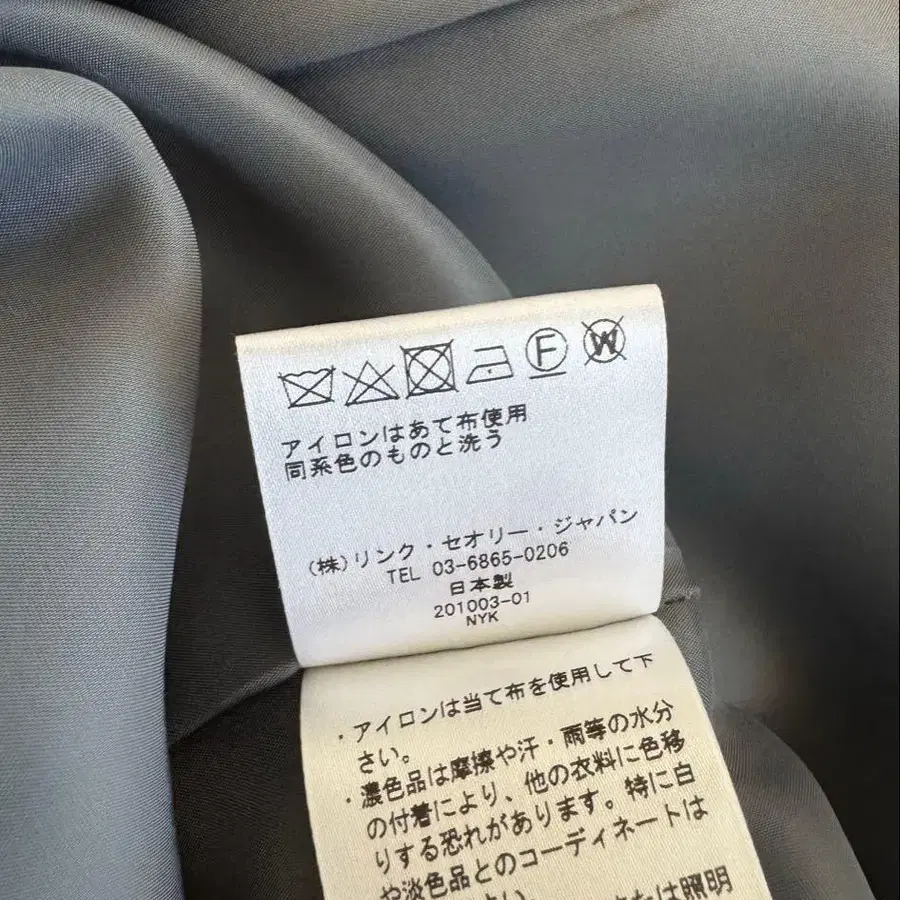 F W
アイロンはあて布使用
同系色のものと洗う
(株)リンク・セオリー・ジャパン
TEL 03-6865-0206
日本製
201003-01
NYK
・アイロンは当て布を使用して下
さい。
・濃色品は摩擦や汗・雨等の水分
の付着により、他の衣料に色移
りする恐れがあります。特に白
や淡色品とのコーディネートは
たは照明